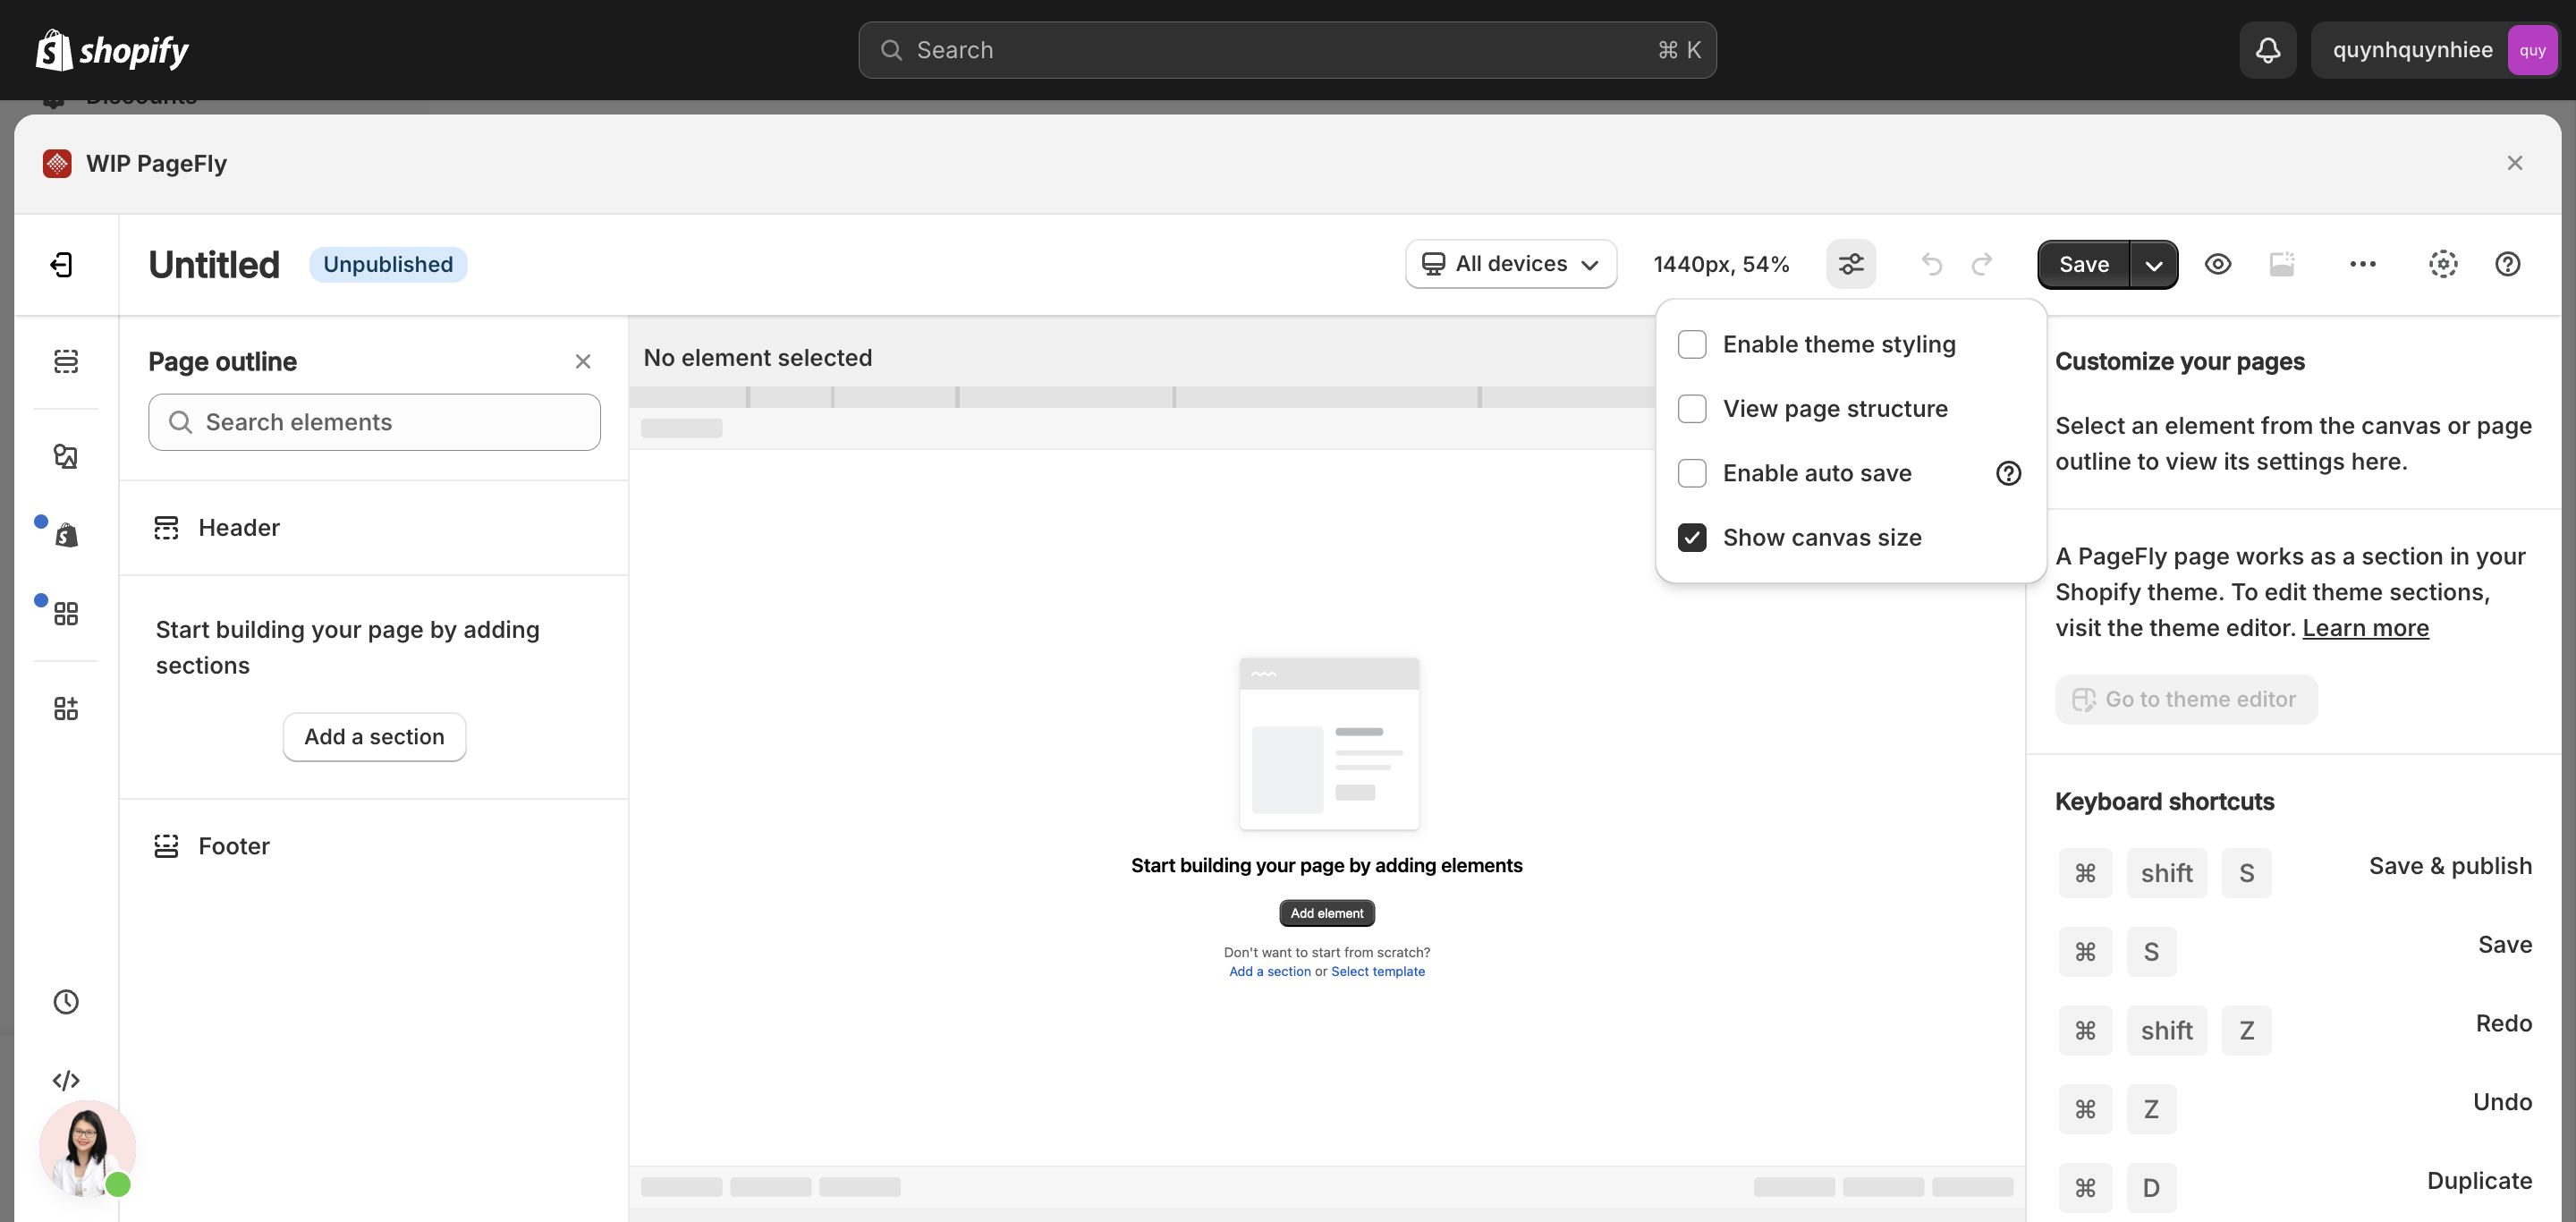 shopify
Search
⌘ K
quynhquynhiee
quy
Discounts
WIP PageFly
Untitled
Unpublished
All devices
1440px, 54%
Save
Page outline
Search elements
Header
Start building your page by adding
sections
Add a section
Footer
No element selected
Enable theme styling
View page structure
Enable auto save
Show canvas size
Start building your page by adding elements
Add element
Don't want to start from scratch?
Add a section or Select template
Customize your pages
Select an element from the canvas or page
outline to view its settings here.
A PageFly page works as a section in your
Shopify theme. To edit theme sections,
visit the theme editor. Learn more
Go to theme editor
Keyboard shortcuts
⌘ shift S Save & publish
⌘ S Save
⌘ shift Z Redo
⌘ Z Undo
⌘ D Duplicate